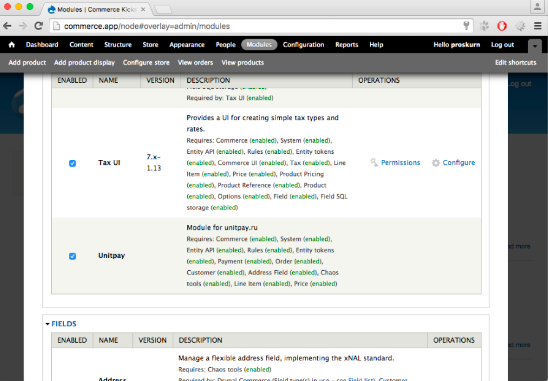 Modules | Commerce Kicks
commerce.app/node#overlay=admin/modules
Dashboard Content Structure Store Appearance People Modules Configuration Reports Help Hello proskurn Log out
Add product Add product display Configure store View orders View products Edit shortcuts
Log out
ENABLED NAME VERSION DESCRIPTION OPERATIONS
Required by: Tax UI (enabled)
Provides a UI for creating simple tax types and
rates.
Requires: Commerce (enabled), System (enabled),
Entity API (enabled), Rules (enabled), Entity tokens
(enabled), Commerce UI (enabled), Tax (enabled), Line
Item (enabled), Price (enabled), Product Pricing
(enabled), Product Reference (enabled), Product
(enabled), Options (enabled), Field (enabled), Field SQL
storage (enabled)
Tax UI
7.x-
1.13
Permissions Configure
Module for unitpay.ru
Requires: Commerce (enabled), System (enabled),
Entity API (enabled), Rules (enabled), Entity tokens
(enabled), Payment (enabled), Order (enabled),
Customer (enabled), Address Field (enabled), Chaos
tools (enabled), Line Item (enabled), Price (enabled)
Unitpay
more
FIELDS
ENABLED NAME VERSION DESCRIPTION OPERATIONS
more
Manage a flexible address field, implementing the xNAL standard.
Requires: Chaos tools (enabled)
Required by: Drupal Commerce (Field type(s) in use - see Field list), Customer
Address